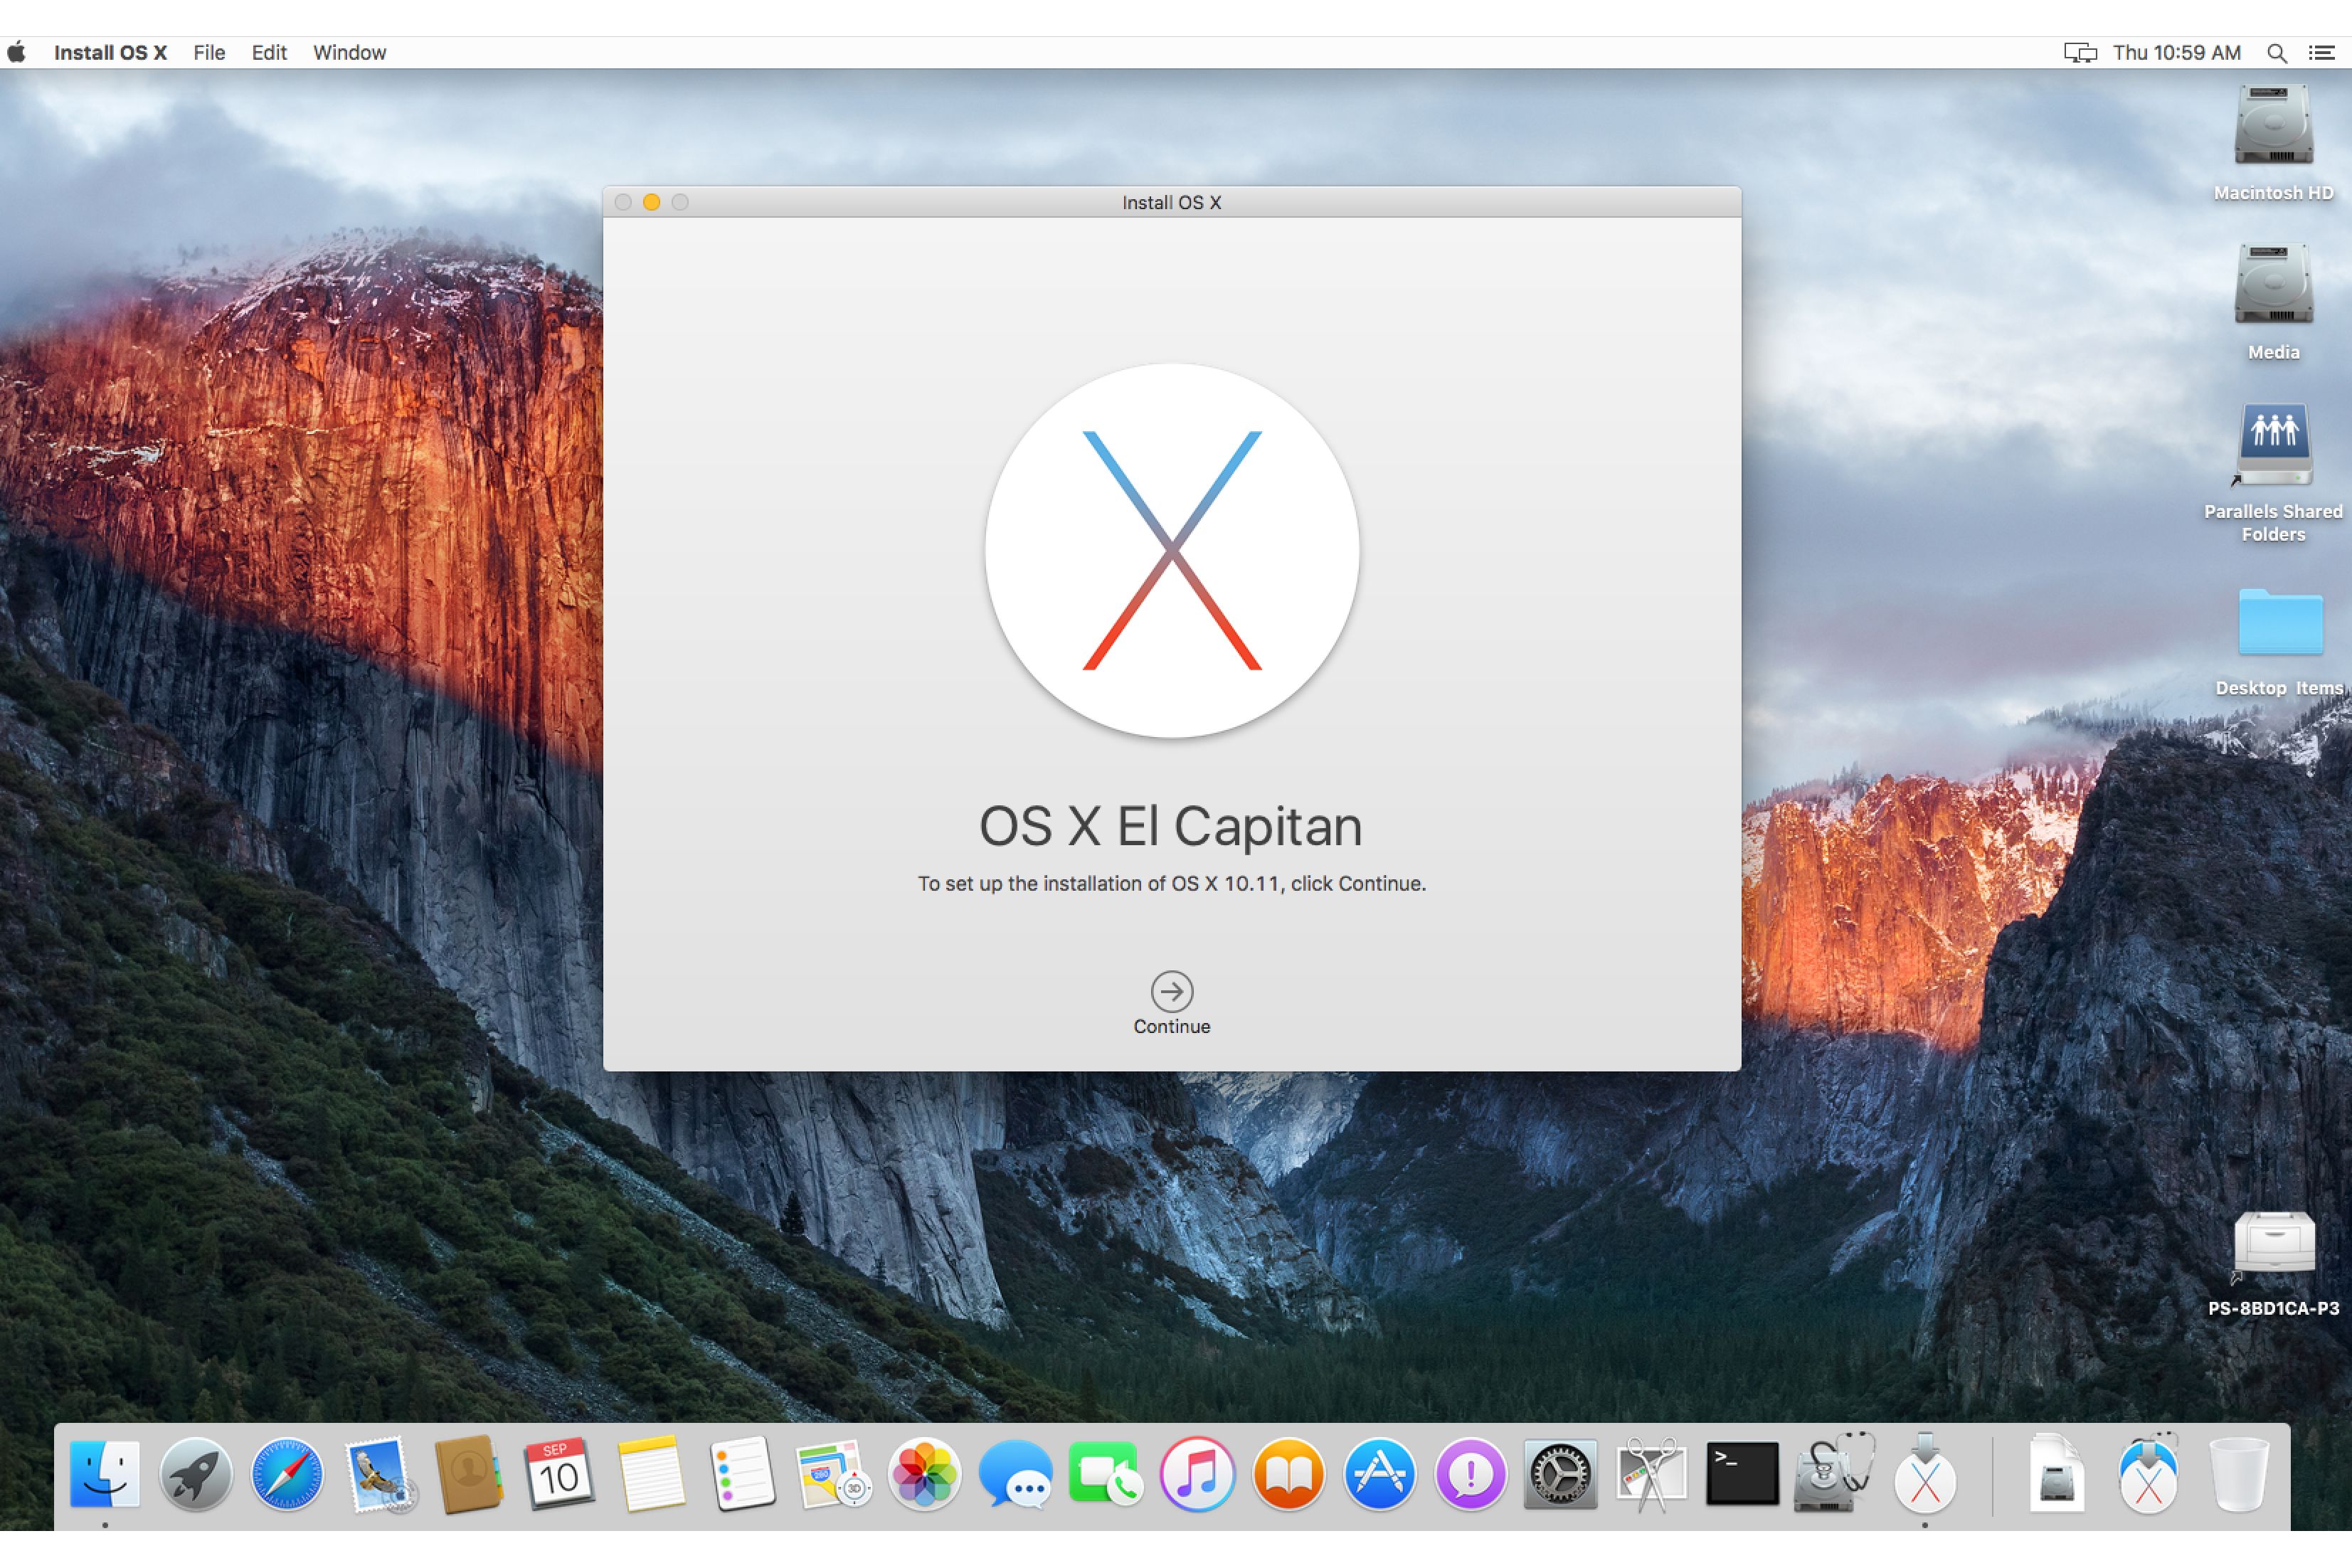 Install OS X File Edit Window Thu 10:59 AM
Install OS X
Macintosh HD
Media
Parallels Shared
Folders
Desktop Items
OS X El Capitan
To set up the installation of OS X 10.11, click Continue.
Continue
PS-8BD1CA-P3
SEP
10
280
3D
>_